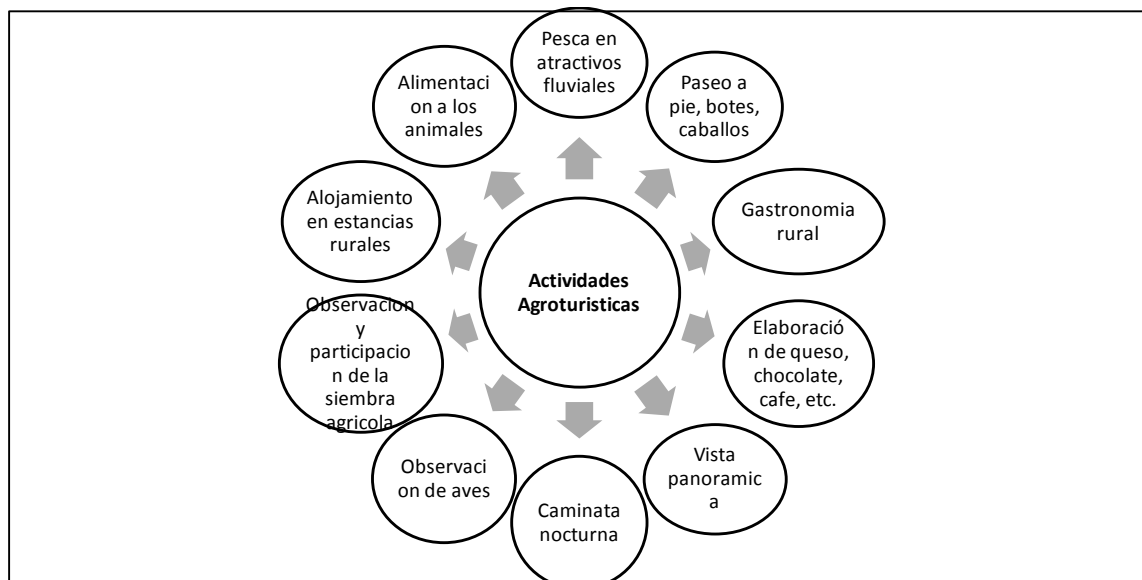 Pesca en
atractivos
fluviales
Paseo a
pie, botes,
caballos
Gastronomia
rural
Elaboració
n de queso,
chocolate,
cafe, etc.
Vista
panoramic
a
Caminata
nocturna
Observaci
on de aves
Observacion
y
participacio
n de la
siembra
agricola
Alojamiento
en estancias
rurales
Alimentaci
on a los
animales
Actividades
Agroturisticas